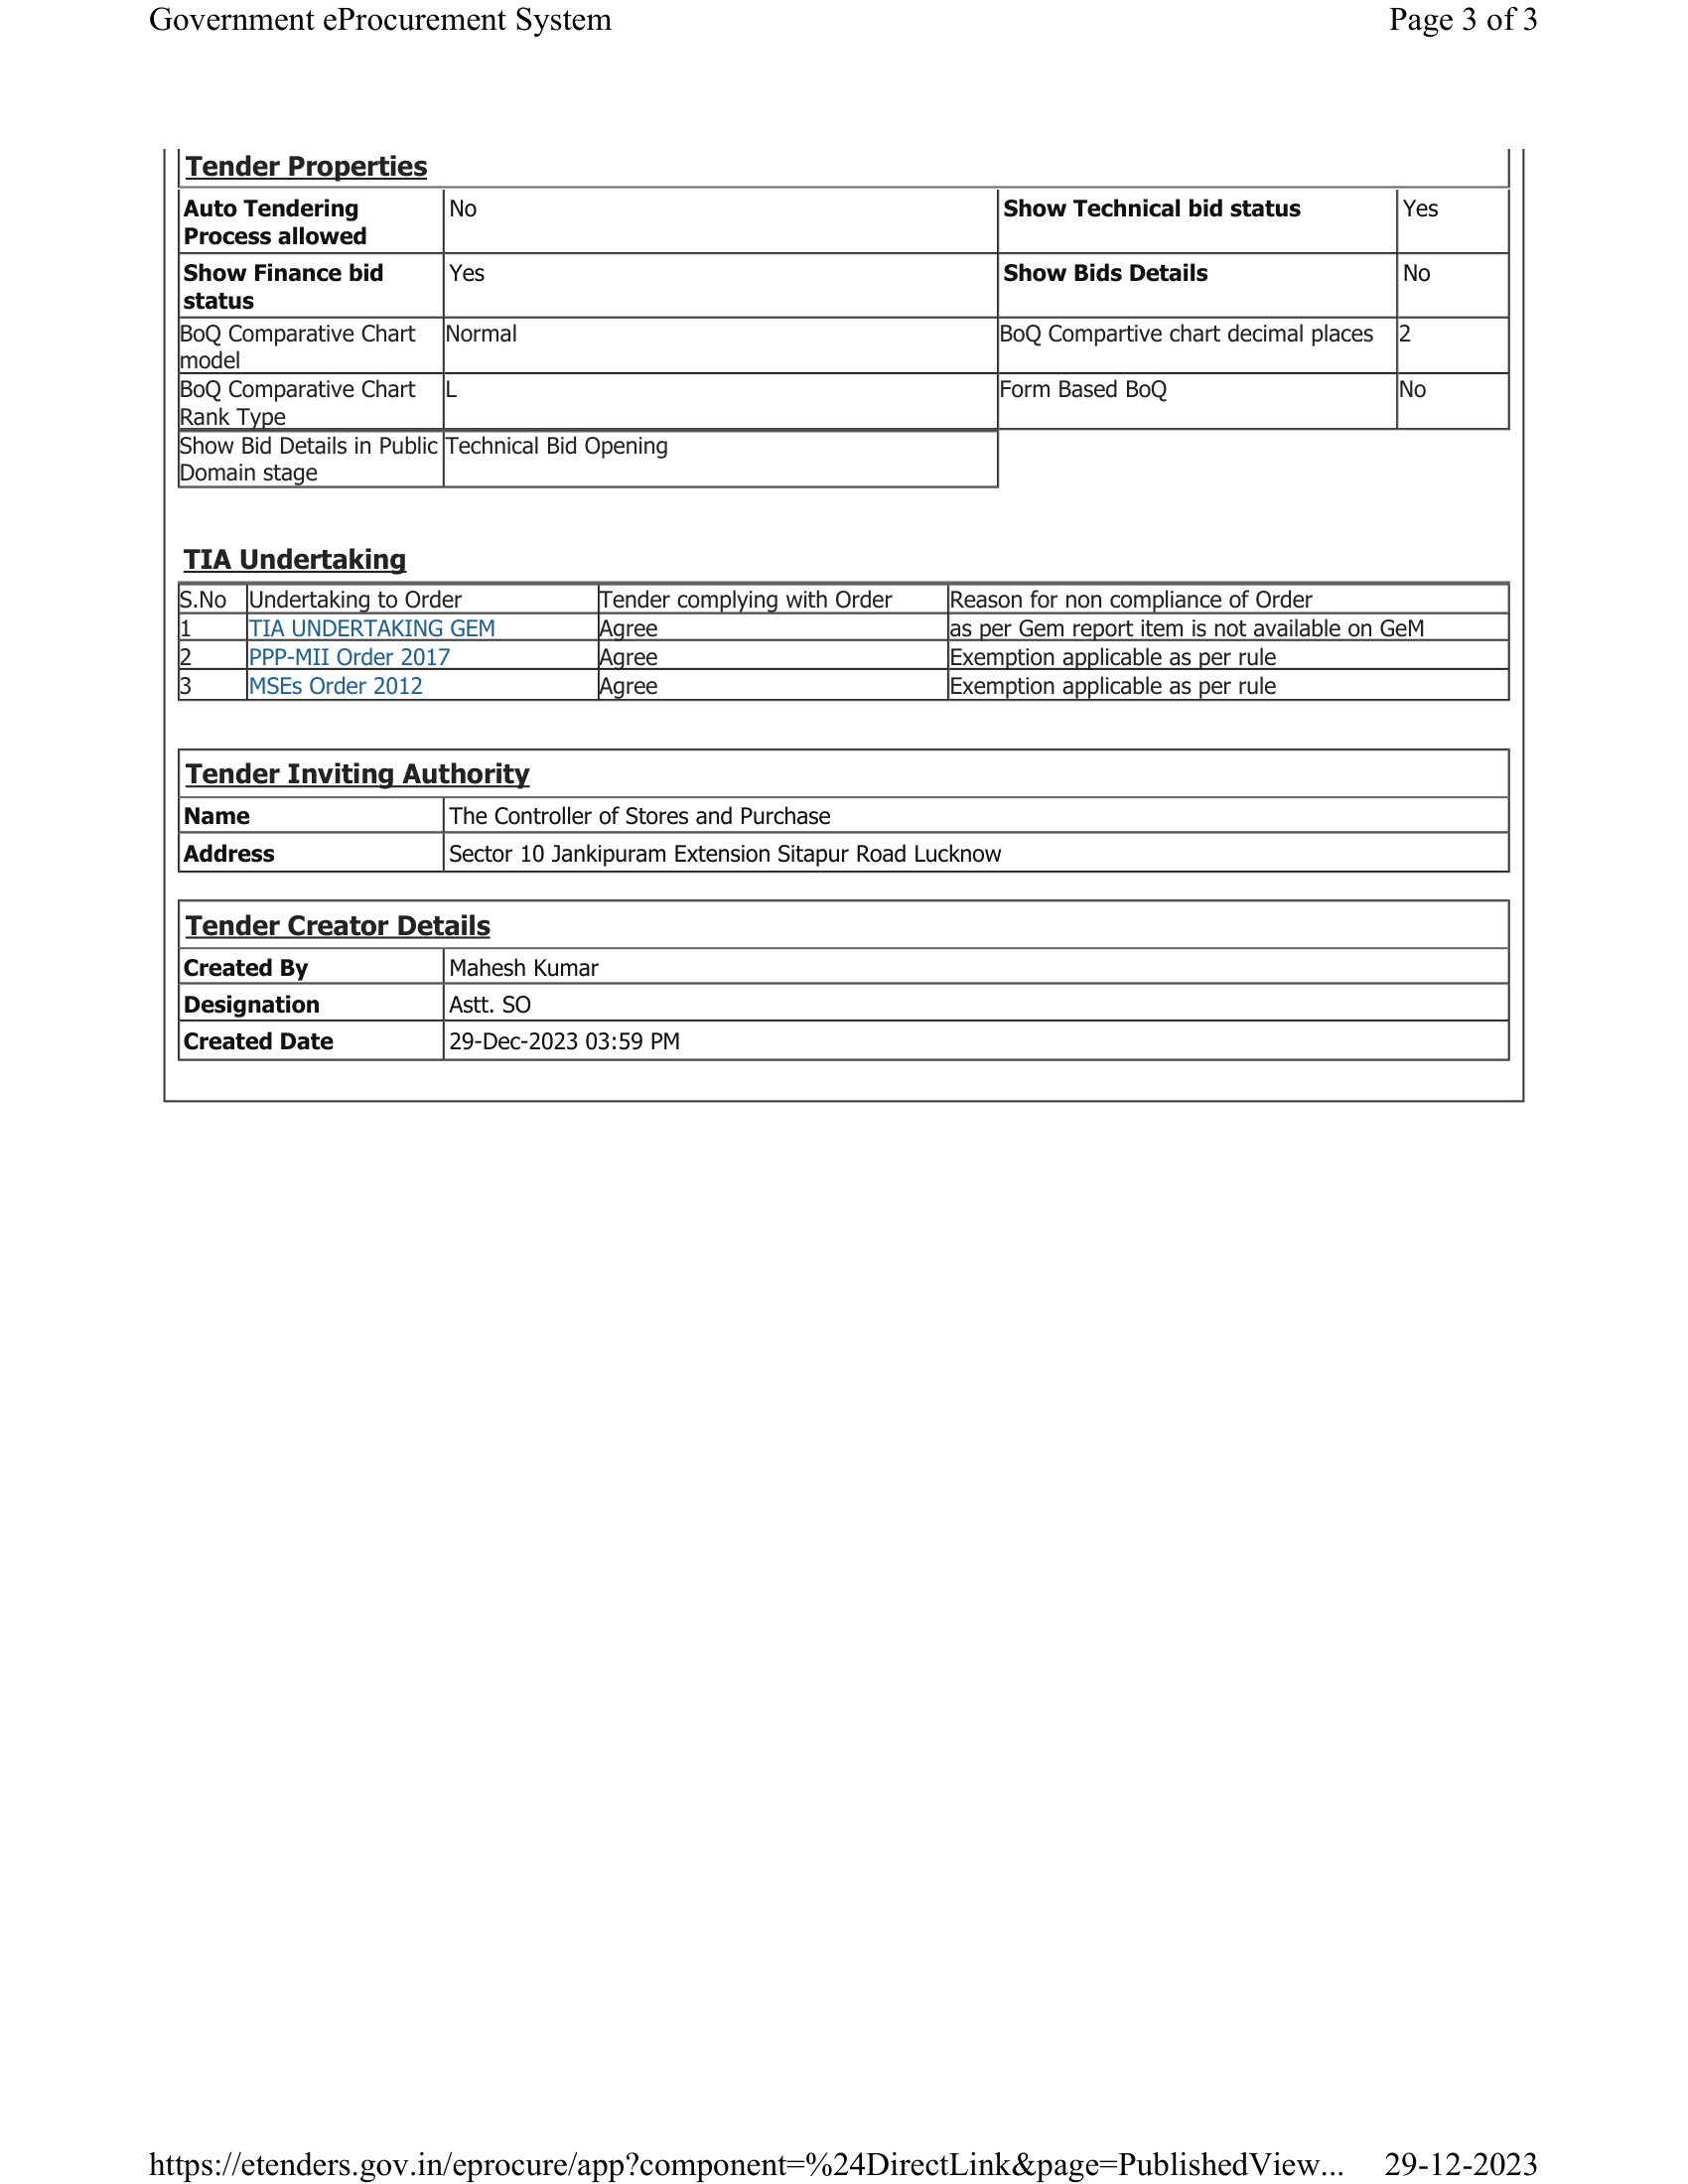 Government eProcurement System Page 3 of 3
Tender Properties
Auto Tendering No Show Technical bid status Yes
Process allowed
Show Finance bid Yes Show Bids Details No
status
BoQ Comparative Chart Normal BoQ Compartive chart decimal places 2
model
BoQ Comparative Chart L Form Based BoQ No
Rank Type
Show Bid Details in Public Technical Bid Opening
Domain stage
TIA Undertaking
S.No Undertaking to Order Tender complying with Order Reason for non compliance of Order
1 TIA UNDERTAKING GEM Agree as per Gem report item is not available on GeM
2 PPP-MII Order 2017 Agree Exemption applicable as per rule
3 MSEs Order 2012 Agree Exemption applicable as per rule
Tender Inviting Authority
Name The Controller of Stores and Purchase
Address Sector 10 Jankipuram Extension Sitapur Road Lucknow
Tender Creator Details
Created By Mahesh Kumar
Designation Astt. SO
Created Date 29-Dec-2023 03:59 PM
https://etenders.gov.in/eprocure/app?component=%24DirectLink&page=PublishedView... 29-12-2023